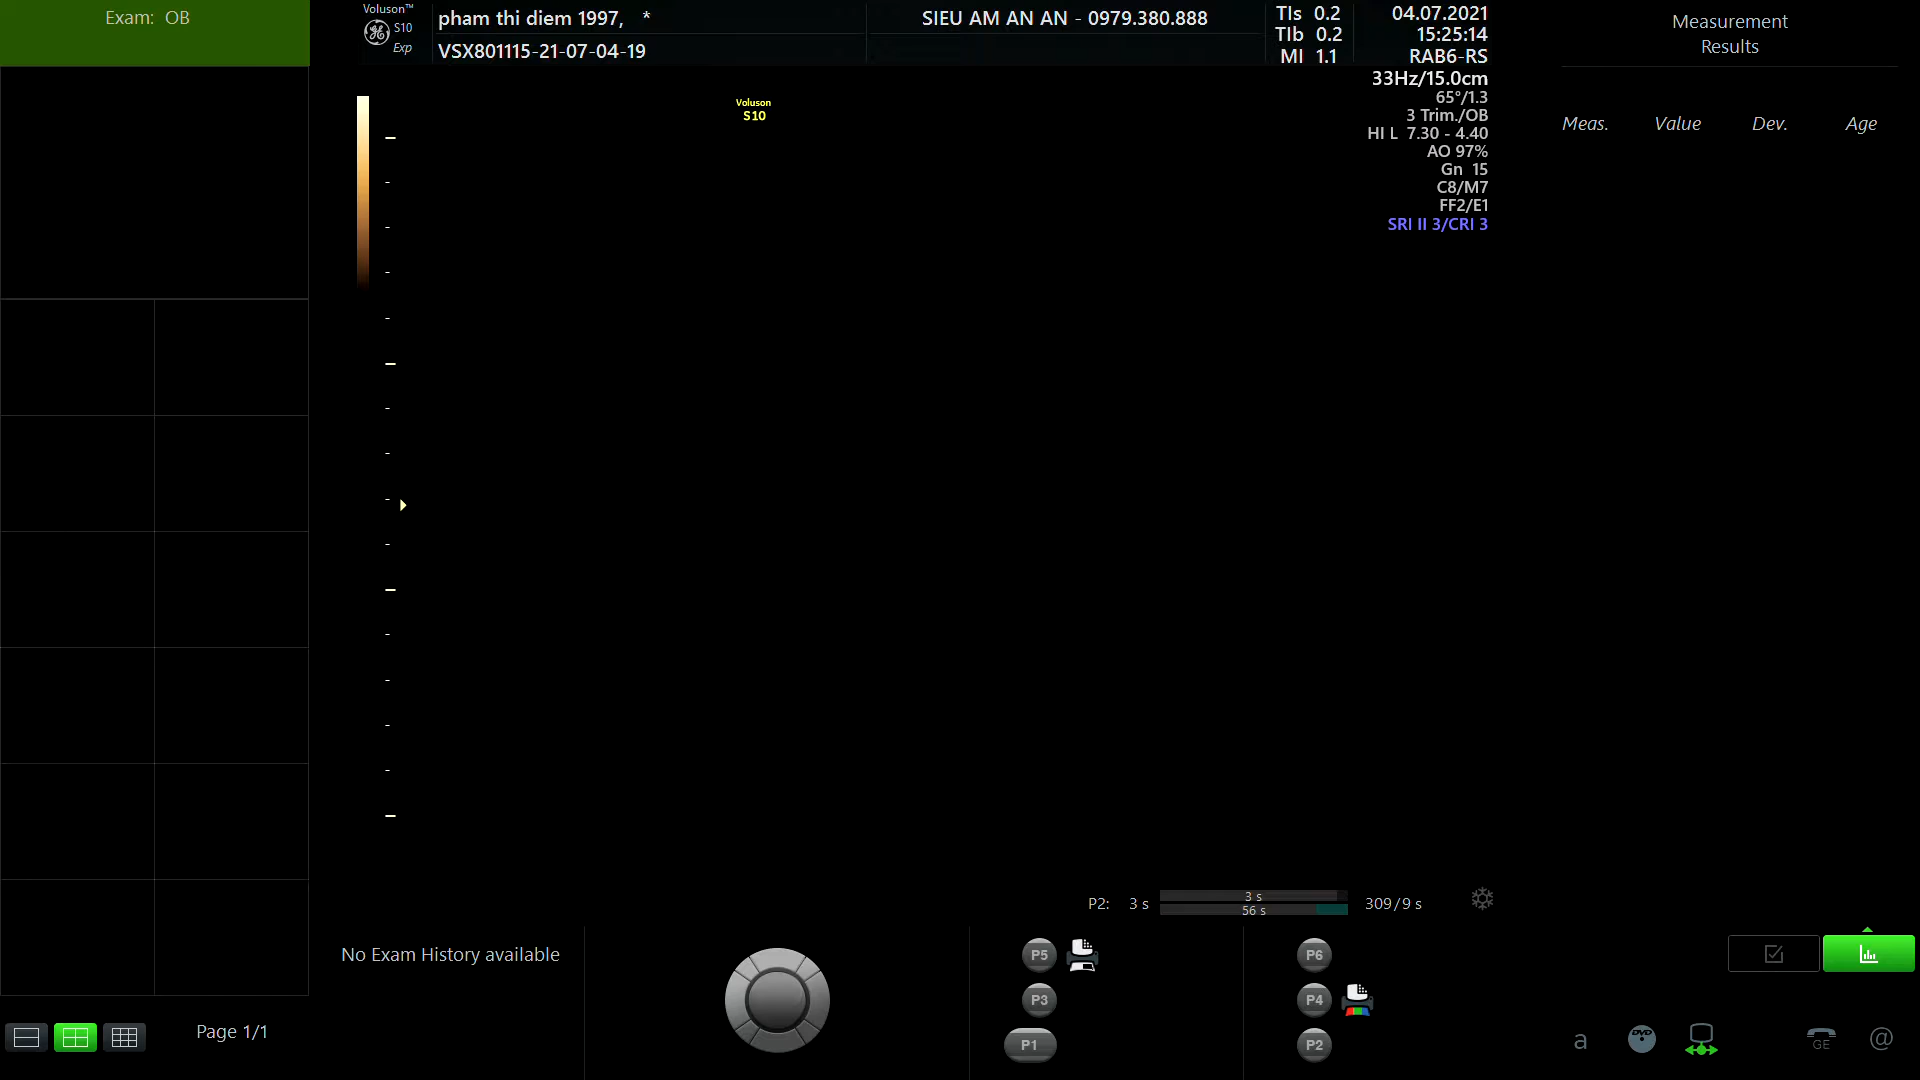 Exam: OB
Voluson™
S10
Exp
pham thi diem 1997, *
VSX801115-21-07-04-19
SIEU AM AN AN - 0979.380.888
TIs 0.2
TIb 0.2
MI 1.1
04.07.2021
15:25:14
RAB6-RS
33Hz/15.0cm
65°/1.3
3 Trim./OB
HI L 7.30 - 4.40
AO 97%
Gn 15
C8/M7
FF2/E1
SRI II 3/CRI 3
Voluson
S10
Measurement
Results
Meas. Value Dev. Age
P2: 3 s
3 s
56 s
309/9 s
No Exam History available
P5
P3
P1
P6
P4
P2
Page 1/1
a
DVD
GE
@